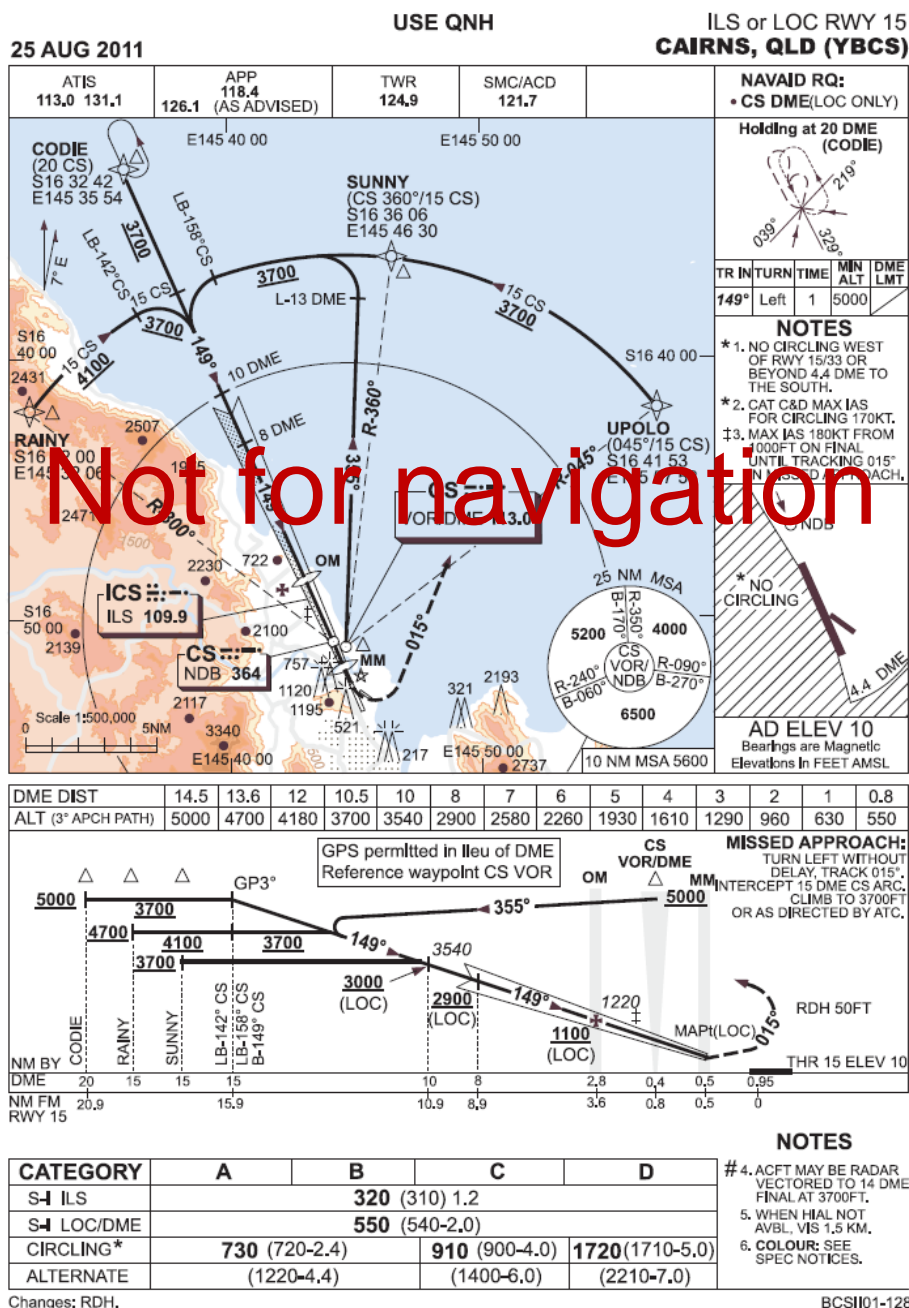 USE QNH
ILS or LOC RWY 15
25 AUG 2011
CAIRNS, QLD (YBCS)
ATIS
113.0 131.1
APP
118.4
126.1 (AS ADVISED)
TWR
124.9
SMC/ACD
121.7
NAVAID RQ:
• CS DME(LOC ONLY)
Holding at 20 DME
(CODIE)
219°
039°
329°
TR IN TURN TIME MIN ALT DME LMT
149° Left 1 5000
NOTES
*1. NO CIRCLING WEST
OF RWY 15/33 OR
BEYOND 4.4 DME TO
THE SOUTH.
*2. CAT C&D MAX IAS
FOR CIRCLING 170KT.
‡3. MAX IAS 180KT FROM
1000FT ON FINAL
UNTIL TRACKING 015°
IN MISSED APPROACH.
NDB
* NO
CIRCLING
4.4 DME
AD ELEV 10
Bearings are Magnetic
Elevations in FEET AMSL
E145 40 00
E145 50 00
CODIE
(20 CS)
S16 32 42
E145 35 54
SUNNY
(CS 360°/15 CS)
S16 36 06
E145 46 30
LB-158°CS
LB-142°CS
3700
7° E
15 CS
3700
3700
L-13 DME
15 CS
3700
S16
40 00
15 CS
4100
149°
10 DME
S16 40 00
2431
RAINY
2507
8 DME
R-360°
UPOLO
(045°/15 CS)
S16 41 53
R-045°
Not for navigation
149°
355°
CS
VOR/DME 113.0
2471
1500
R-300°
2230
722
OM
ICS
ILS 109.9
S16
50 00
2139
2100
CS
NDB 364
757
MM
015°
1120
1195
521
2117
3340
Scale 1:500,000
0 5NM
E145 40 00
217
321
2193
E145 50 00
2737
25 NM MSA
5200
4000
6500
R-350°
B-170°
R-090°
B-270°
R-240°
B-060°
CS
VOR/
NDB
10 NM MSA 5600
DME DIST 14.5 13.6 12 10.5 10 8 7 6 5 4 3 2 1 0.8
ALT (3° APCH PATH) 5000 4700 4180 3700 3540 2900 2580 2260 1930 1610 1290 960 630 550
GPS permitted in lieu of DME
Reference waypoint CS VOR
CS
VOR/DME
OM
MM
MISSED APPROACH:
TURN LEFT WITHOUT
DELAY, TRACK 015°.
INTERCEPT 15 DME CS ARC.
CLIMB TO 3700FT
OR AS DIRECTED BY ATC.
GP3°
5000
3700
355°
5000
4700
4100
3700
149°
3540
3700
3000
(LOC)
2900
(LOC)
149°
1220
‡
1100
(LOC)
MAPt(LOC)
015°
RDH 50FT
THR 15 ELEV 10
CODIE
RAINY
SUNNY
LB-142° CS
LB-158° CS
B-149° CS
NM BY
DME
20 15 15 15 10 8 2.8 0.4 0.5 0.95
NM FM
RWY 15
20.9 15.9 10.9 8.9 3.6 0.8 0.5 0
CATEGORY A B C D
S-I ILS 320 (310) 1.2
S-I LOC/DME 550 (540-2.0)
CIRCLING* 730 (720-2.4) 910 (900-4.0) 1720(1710-5.0)
ALTERNATE (1220-4.4) (1400-6.0) (2210-7.0)
NOTES
#4. ACFT MAY BE RADAR
VECTORED TO 14 DME
FINAL AT 3700FT.
5. WHEN HIAL NOT
AVBL, VIS 1.5 KM.
6. COLOUR: SEE
SPEC NOTICES.
Changes: RDH.
BCSII01-128